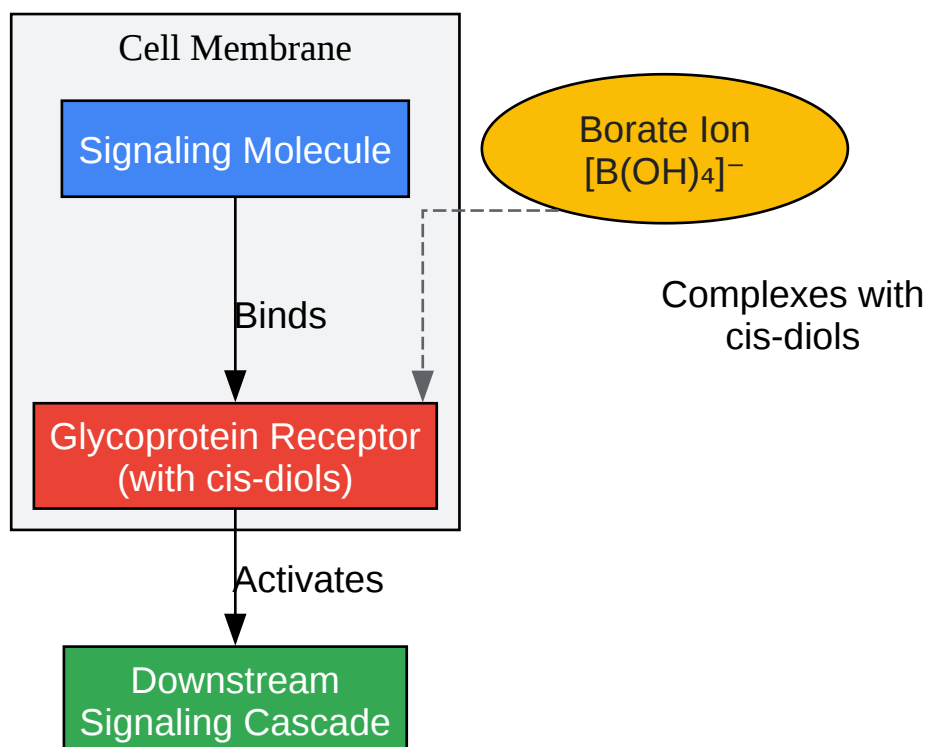 Cell Membrane
Signaling Molecule
Borate Ion
[B(OH)₄]⁻
Binds
Complexes with
cis-diols
Glycoprotein Receptor
(with cis-diols)
Activates
Downstream
Signaling Cascade